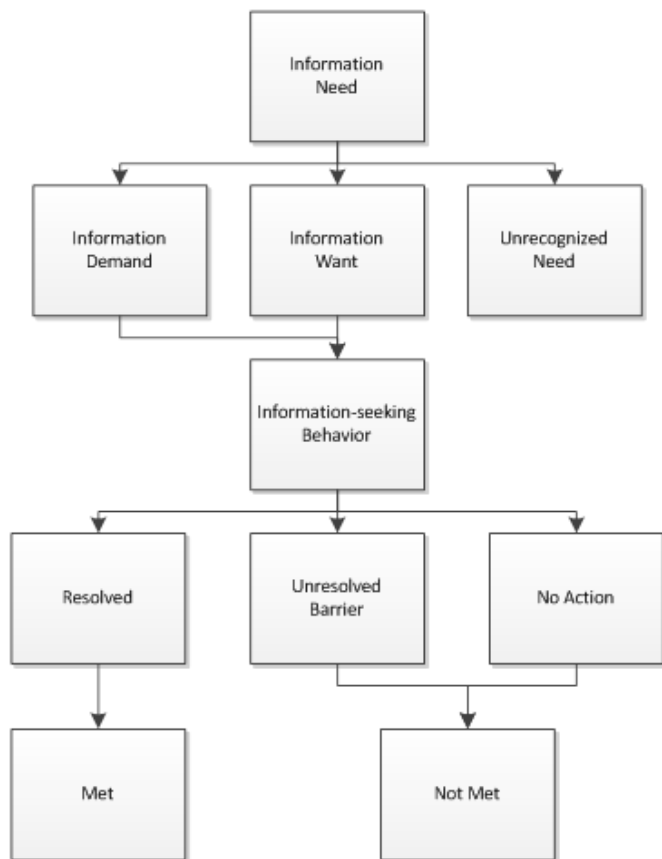 Information
Need
Information
Demand
Information
Want
Unrecognized
Need
Information-seeking
Behavior
Resolved
Unresolved
Barrier
No Action
Met
Not Met